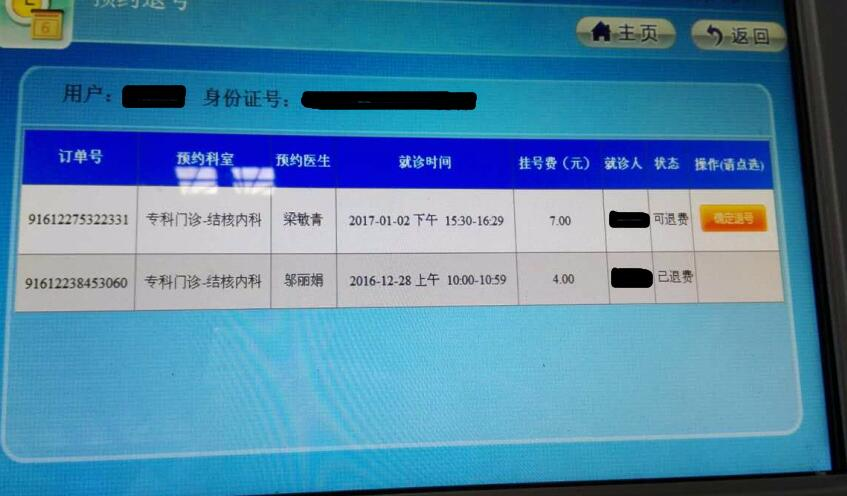 预约退号
6
主页
返回
用户：
身份证号：
订单号 预约科室 预约医生 就诊时间 挂号费（元） 就诊人 状态 操作(请点选)
91612275322331 专科门诊-结核内科 梁敏青 2017-01-02 下午 15:30-16:29 7.00 可退费 确定退号
91612238453060 专科门诊-结核内科 邬丽娟 2016-12-28 上午 10:00-10:59 4.00 已退费